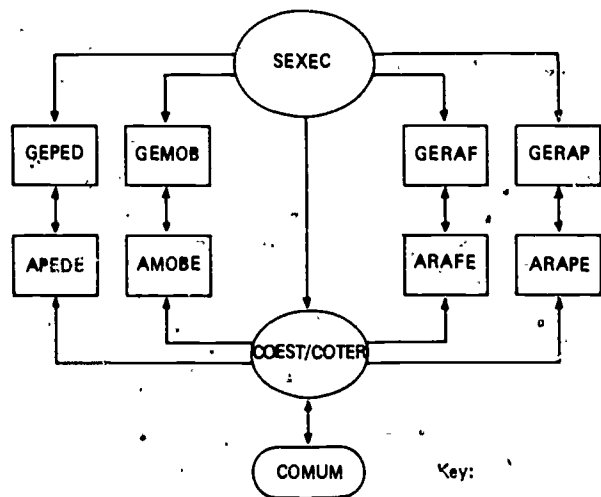 SEXEC
GEPED GEMOB GERAF GERAP
APEDE AMOBE ARAFE ARAPE
COEST/COTER
COMUM
Key: